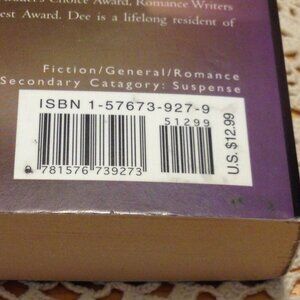 Choice Award, Romance Writers
est Award. Dee is a lifelong resident of
Fiction/General/Romance
Secondary Catagory: Suspense
ISBN 1-57673-927-9
51299
9 781576 739273
U.S. $12.99